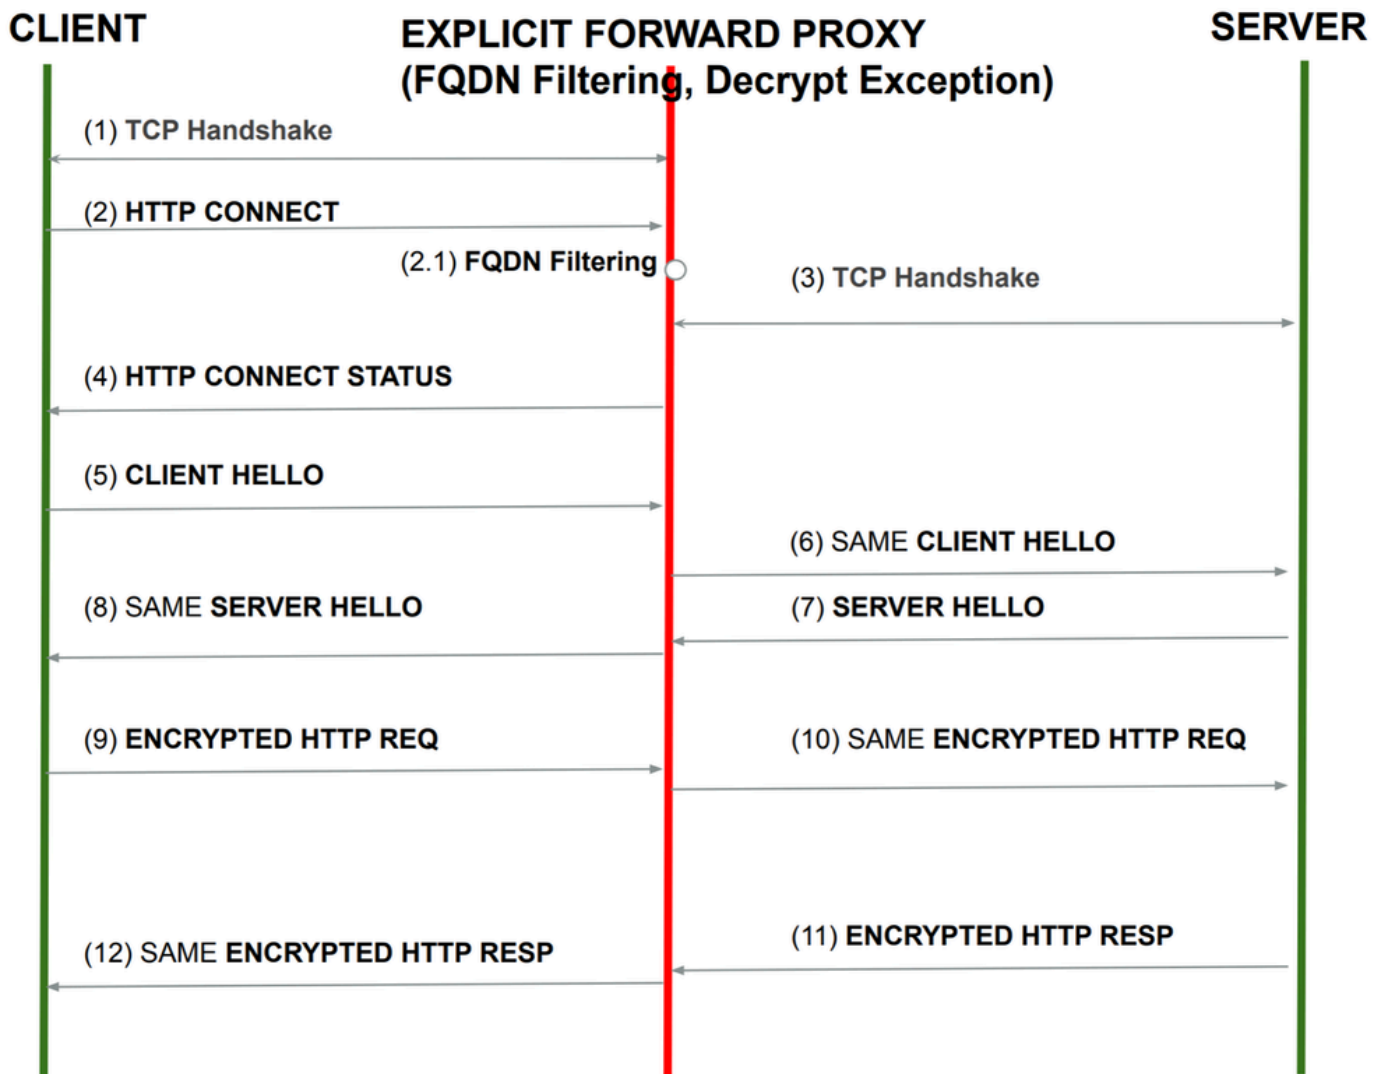 CLIENT
EXPLICIT FORWARD PROXY
(FQDN Filtering, Decrypt Exception)
SERVER
(1) TCP Handshake
(2) HTTP CONNECT
(2.1) FQDN Filtering
(3) TCP Handshake
(4) HTTP CONNECT STATUS
(5) CLIENT HELLO
(6) SAME CLIENT HELLO
(8) SAME SERVER HELLO
(7) SERVER HELLO
(9) ENCRYPTED HTTP REQ
(10) SAME ENCRYPTED HTTP REQ
(11) ENCRYPTED HTTP RESP
(12) SAME ENCRYPTED HTTP RESP